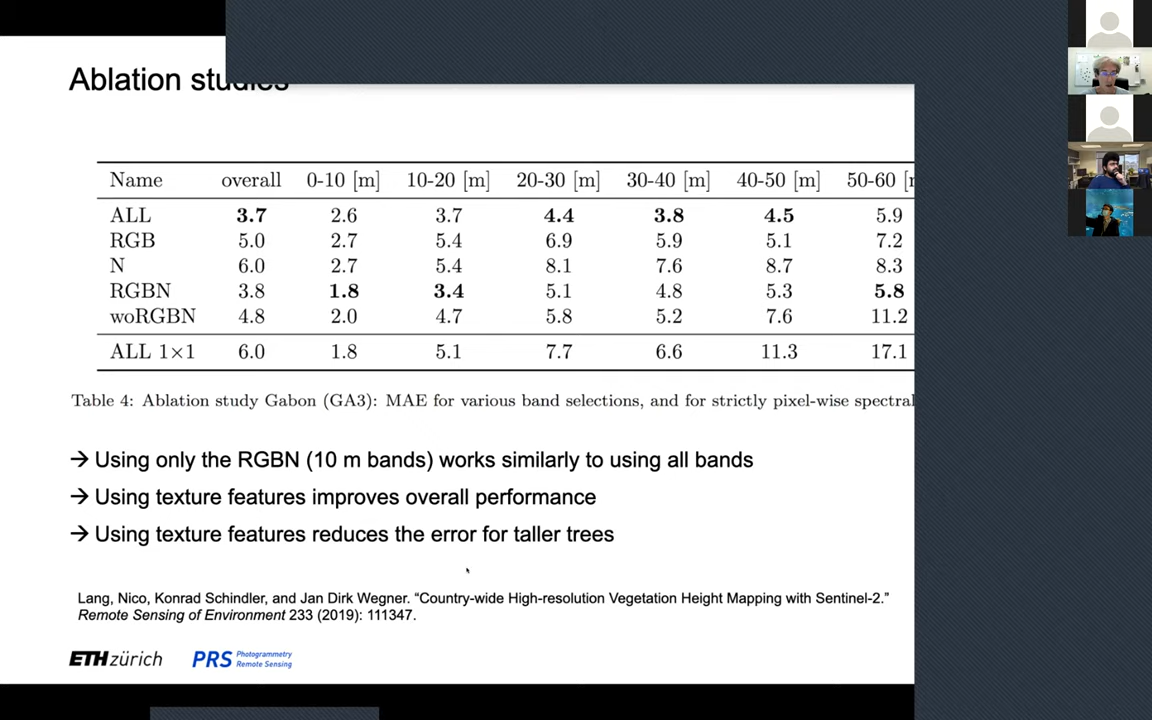 Ablation studies
Name overall 0-10 [m] 10-20 [m] 20-30 [m] 30-40 [m] 40-50 [m] 50-60
ALL 3.7 2.6 3.7 4.4 3.8 4.5 5.9
RGB 5.0 2.7 5.4 6.9 5.9 5.1 7.2
N 6.0 2.7 5.4 8.1 7.6 8.7 8.3
RGBN 3.8 1.8 3.4 5.1 4.8 5.3 5.8
woRGBN 4.8 2.0 4.7 5.8 5.2 7.6 11.2
ALL 1×1 6.0 1.8 5.1 7.7 6.6 11.3 17.1
Table 4: Ablation study Gabon (GA3): MAE for various band selections, and for strictly pixel-wise spectral
→ Using only the RGBN (10 m bands) works similarly to using all bands
→ Using texture features improves overall performance
→ Using texture features reduces the error for taller trees
Lang, Nico, Konrad Schindler, and Jan Dirk Wegner. “Country-wide High-resolution Vegetation Height Mapping with Sentinel-2.”
Remote Sensing of Environment 233 (2019): 111347.
ETH zürich PRS Photogrammetry
Remote Sensing